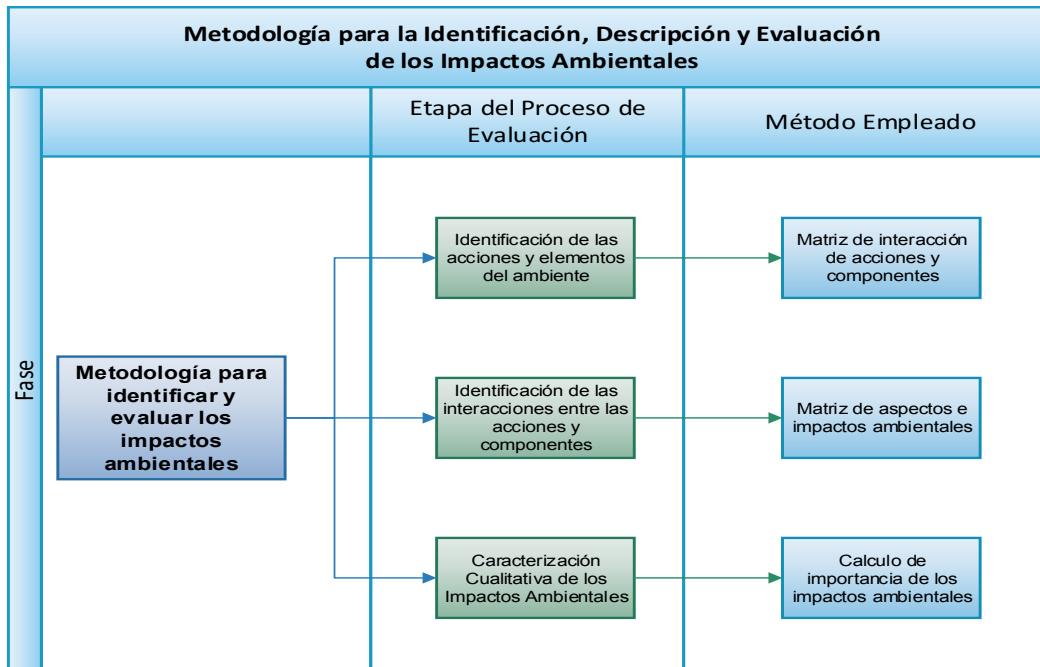 Metodología para la Identificación, Descripción y Evaluación
de los Impactos Ambientales
Etapa del Proceso de
Evaluación
Método Empleado
Fase
Metodología para
identificar y
evaluar los
impactos
ambientales
Identificación de las
acciones y elementos
del ambiente
Matriz de interacción
de acciones y
componentes
Identificación de las
interacciones entre las
acciones y
componentes
Matriz de aspectos e
impactos ambientales
Caracterización
Cualitativa de los
Impactos Ambientales
Calculo de
importancia de los
impactos ambientales